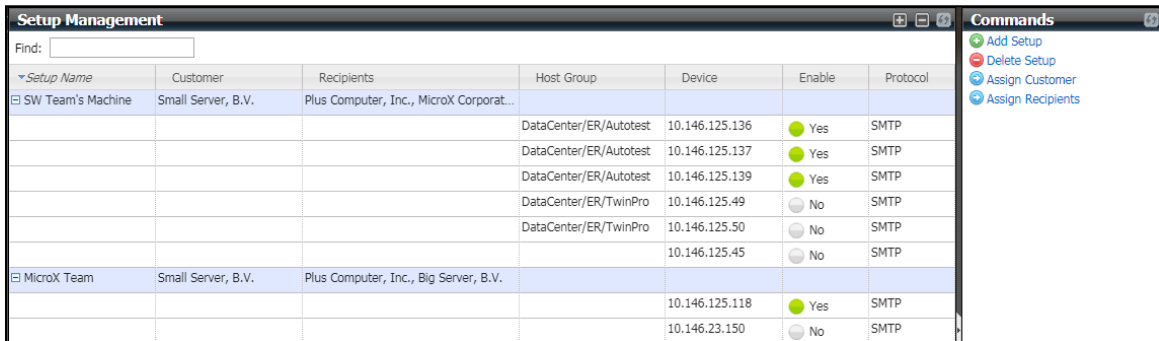 Setup Management
Find:
Setup Name Customer Recipients Host Group Device Enable Protocol
SW Team's Machine Small Server, B.V. Plus Computer, Inc., MicroX Corporat...
DataCenter/ER/Autotest 10.146.125.136 Yes SMTP
DataCenter/ER/Autotest 10.146.125.137 Yes SMTP
DataCenter/ER/Autotest 10.146.125.139 Yes SMTP
DataCenter/ER/TwinPro 10.146.125.49 No SMTP
DataCenter/ER/TwinPro 10.146.125.50 No SMTP
10.146.125.45 No SMTP
MicroX Team Small Server, B.V. Plus Computer, Inc., Big Server, B.V.
10.146.125.118 Yes SMTP
10.146.23.150 No SMTP
Commands
Add Setup
Delete Setup
Assign Customer
Assign Recipients